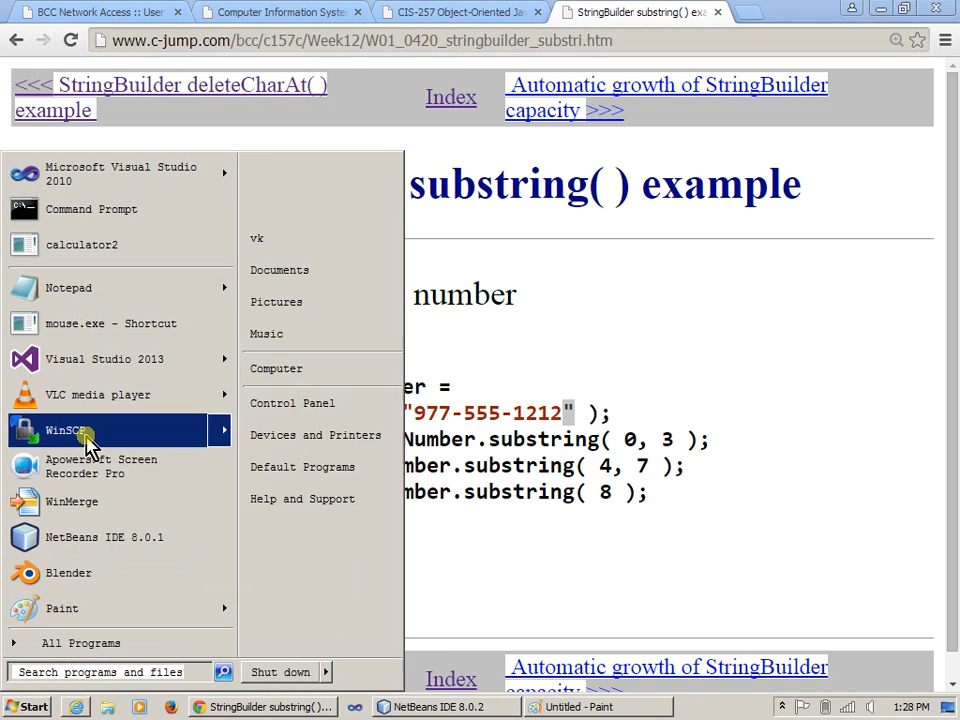 BCC Network Access :: User
Computer Information System
CIS-257 Object-Oriented Jav
StringBuilder substring( ) exa
www.c-jump.com/bcc/c157c/Week12/W01_0420_stringbuilder_substri.htm
<<< StringBuilder deleteCharAt( ) example
Index
Automatic growth of StringBuilder capacity >>>
substring( ) example
number
er =
"977-555-1212" );
Number.substring( 0, 3 );
mber.substring( 4, 7 );
mber.substring( 8 );
Microsoft Visual Studio 2010
Command Prompt
calculator2
Notepad
mouse.exe - Shortcut
Visual Studio 2013
VLC media player
WinSCP
Apowersoft Screen Recorder Pro
WinMerge
NetBeans IDE 8.0.1
Blender
Paint
All Programs
Search programs and files
vk
Documents
Pictures
Music
Computer
Control Panel
Devices and Printers
Default Programs
Help and Support
Shut down
Index
Automatic growth of StringBuilder
capacity >>>
Start
StringBuilder substring()...
NetBeans IDE 8.0.2
Untitled - Paint
1:28 PM